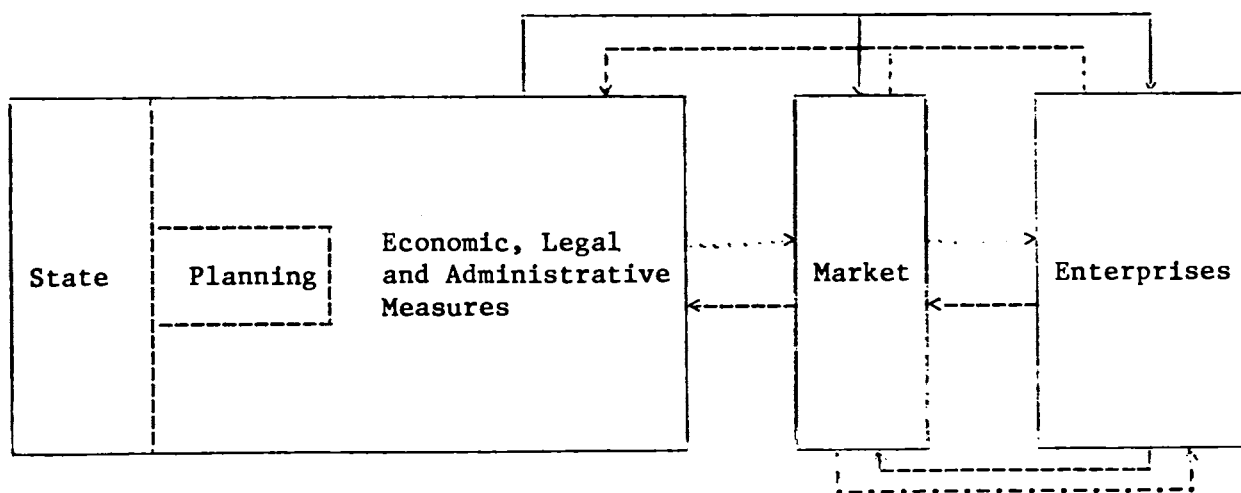 State
Planning
Economic, Legal
and Administrative
Measures
Market
Enterprises